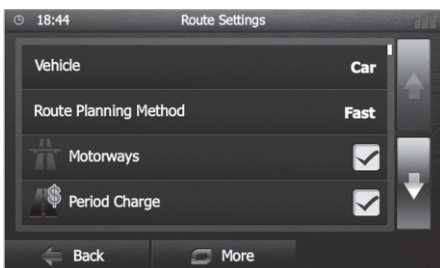 18:44 Route Settings
Vehicle Car
Route Planning Method Fast
Motorways
Period Charge
Back More